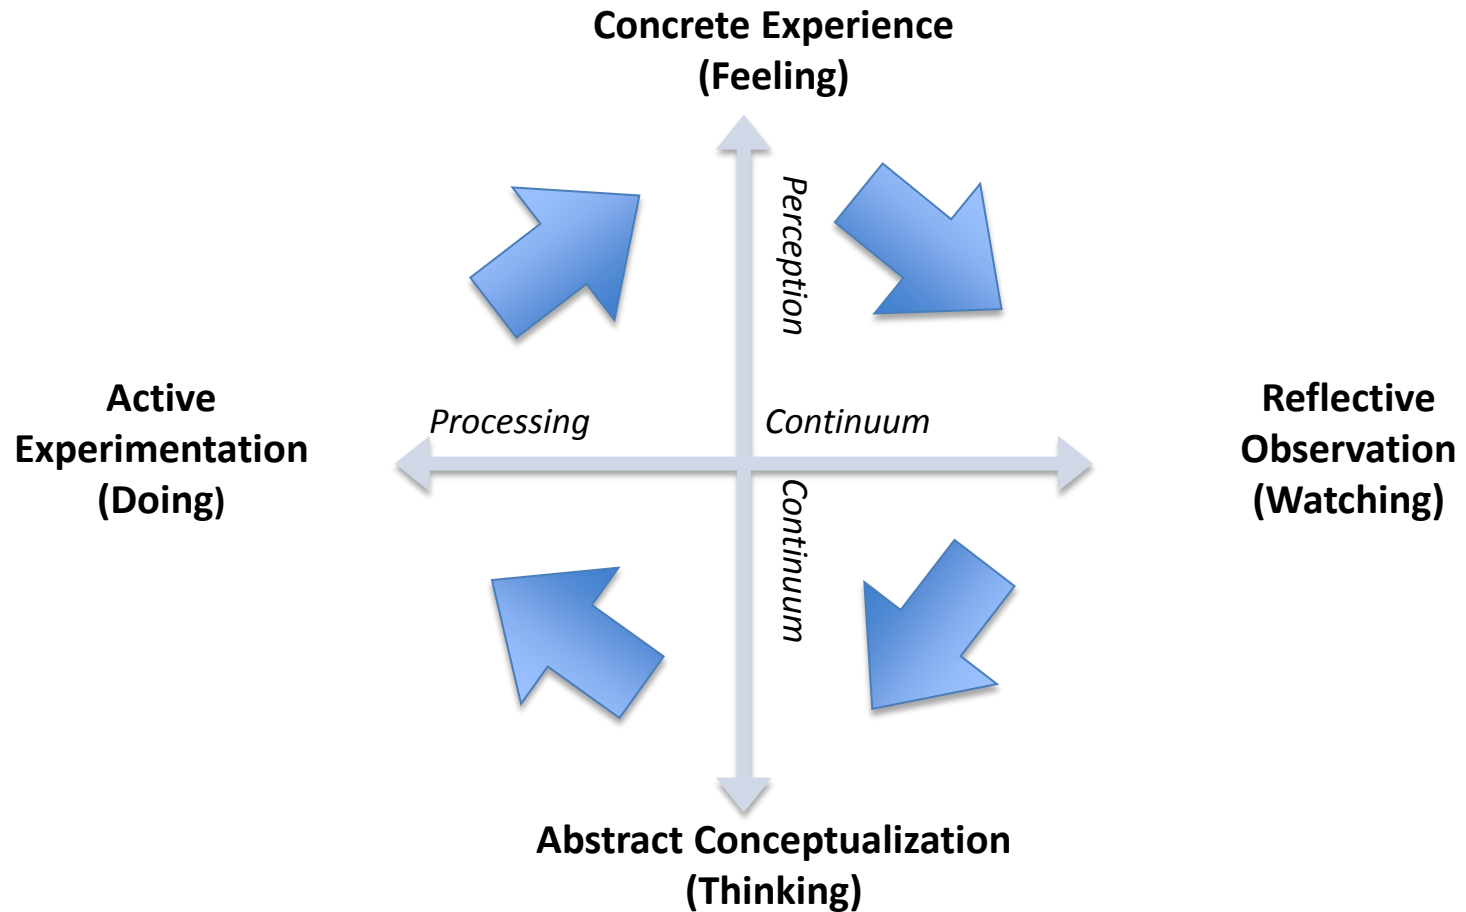 Concrete Experience
(Feeling)
Perception
Active
Experimentation
(Doing)
Processing
Continuum
Reflective
Observation
(Watching)
Continuum
Abstract Conceptualization
(Thinking)